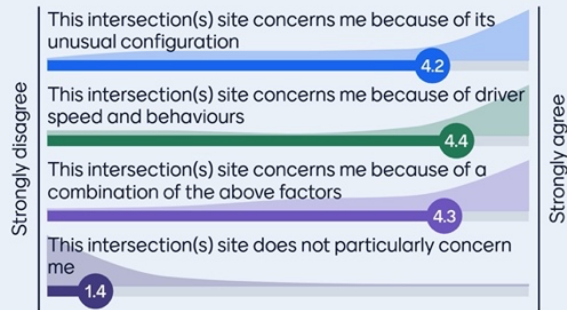 This intersection(s) site concerns me because of its
unusual configuration
4.2
This intersection(s) site concerns me because of driver
speed and behaviours
4.4
This intersection(s) site concerns me because of a
combination of the above factors
4.3
This intersection(s) site does not particularly concern
me
1.4
Strongly disagree
Strongly agree